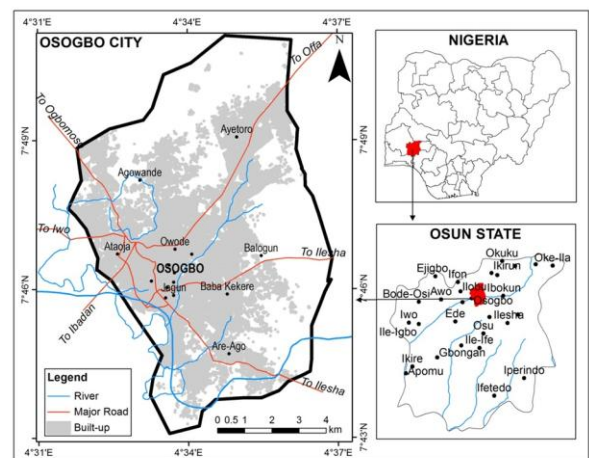 4°31'E
4°34'E
4°37'E
OSOGBO CITY
N
To Offa
To Ogbomos
7°49'N
Ayetoro
Agowande
To Iwo
Ataoja
Owode
Balogun
To Ilesha
OSOGBO
Jagun
Baba Kekere
7°46'N
To Ibadan
Are-Ago
To Ilesha
Legend
River
Major Road
Built-up
0 0.5 1 2 3 4
km
7°43'N
4°31'E
4°34'E
4°37'E
NIGERIA
7°49'N
OSUN STATE
Okuku
Oke-Ila
Ejigbo
Ikirun
Ifon
Ilobu
Ibokun
7°46'N
Bode-Osi
Awo
Osogbo
Iwo
Ede
Ilesha
Ile-Igbo
Osu
Ile-Ife
Ikire
Gbongan
Apomu
Iperindo
Ifetedo
7°43'N